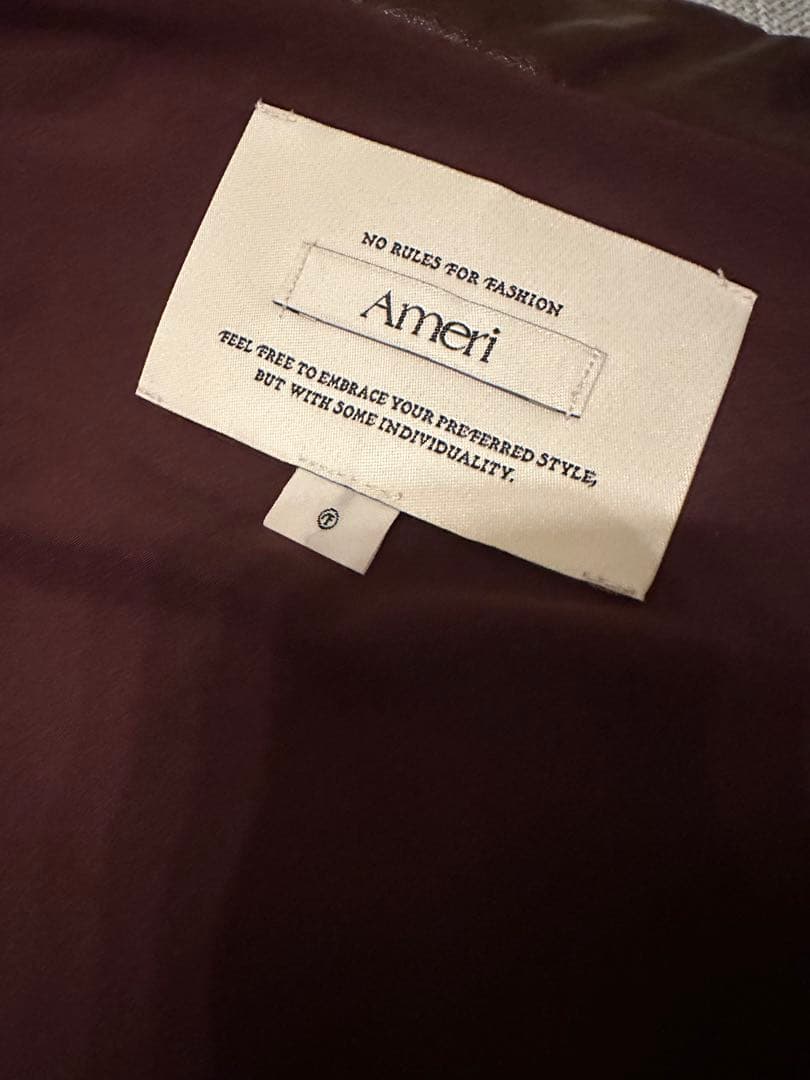 NO RULES FOR FASHION
Ameri
FEEL FREE TO EMBRACE YOUR PREFERRED STYLE,
BUT WITH SOME INDIVIDUALITY.
F